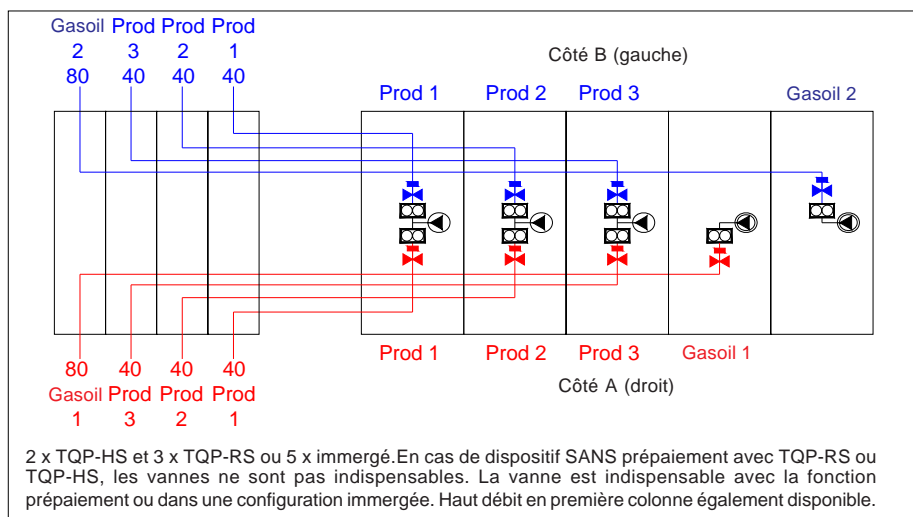 Gasoil Prod Prod Prod
2 3 2 1
80 40 40 40
Côté B (gauche)
Prod 1 Prod 2 Prod 3 Gasoil 2
Prod 1 Prod 2 Prod 3 Gasoil 1
80 40 40 40
Gasoil Prod Prod Prod
1 3 2 1
Côté A (droit)
2 x TQP-HS et 3 x TQP-RS ou 5 x immergé.En cas de dispositif SANS prépaiement avec TQP-RS ou
TQP-HS, les vannes ne sont pas indispensables. La vanne est indispensable avec la fonction
prépaiement ou dans une configuration immergée. Haut débit en première colonne également disponible.